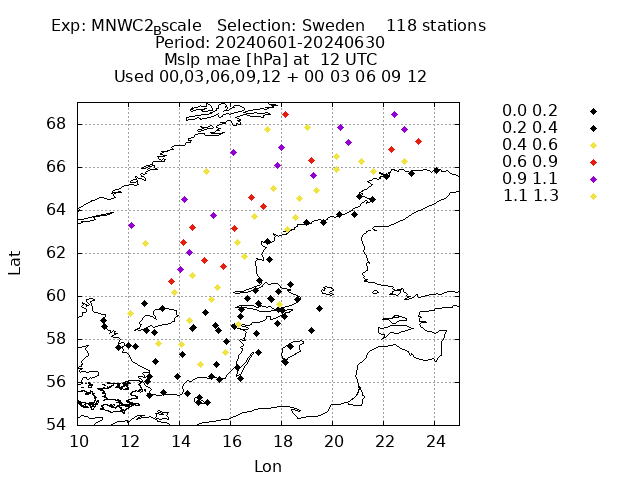 Exp: MNWC2Bscale Selection: Sweden 118 stations
Period: 20240601-20240630
Mslp mae [hPa] at 12 UTC
Used 00,03,06,09,12 + 00 03 06 09 12
0.0 0.2
0.2 0.4
0.4 0.6
0.6 0.9
0.9 1.1
1.1 1.3
68
66
64
62
60
58
56
54
Lat
10 12 14 16 18 20 22 24
Lon